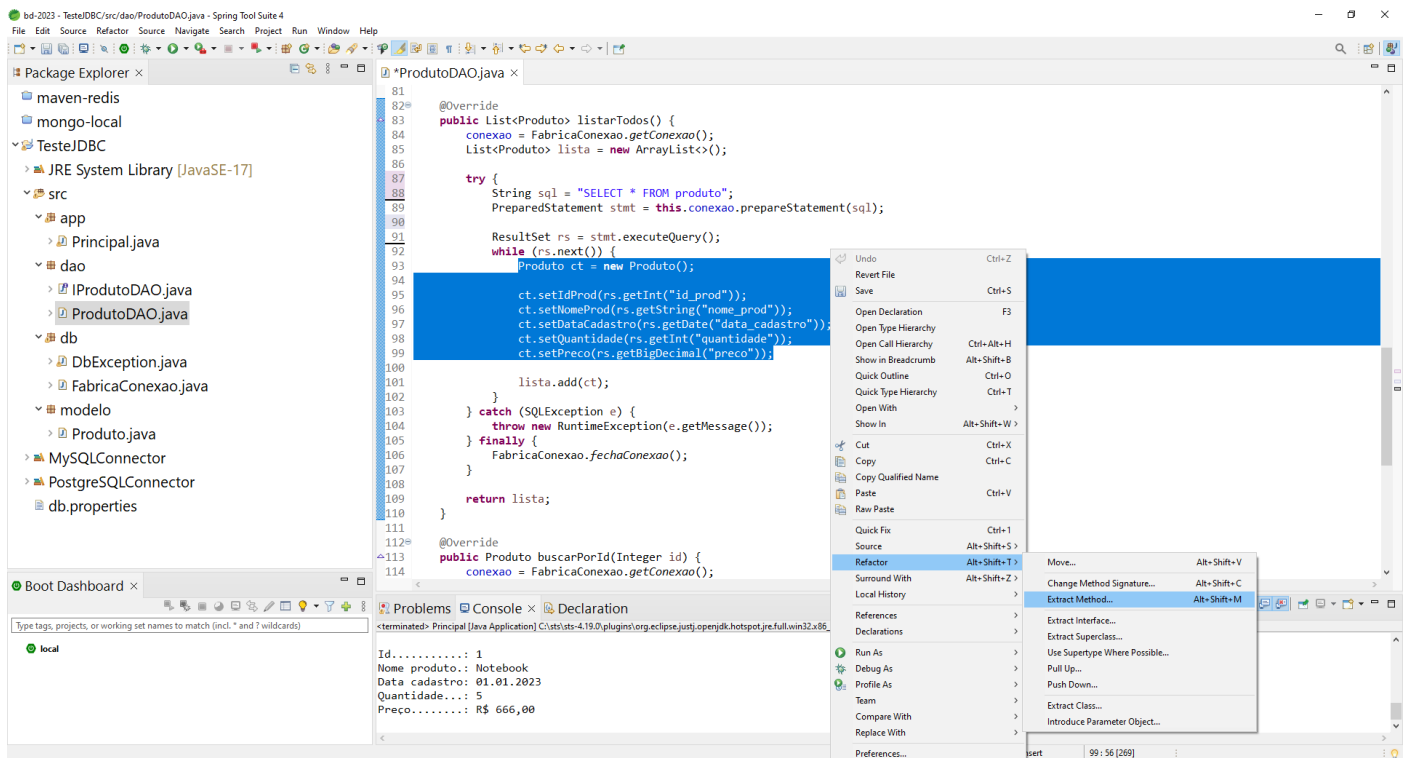 bd-2023 - TesteJDBC/src/dao/ProdutoDAO.java - Spring Tool Suite 4
File Edit Source Refactor Source Navigate Search Project Run Window Help
Package Explorer
maven-redis
mongo-local
TesteJDBC
JRE System Library [JavaSE-17]
src
app
Principal.java
dao
IProdutoDAO.java
ProdutoDAO.java
db
DbException.java
FabricaConexao.java
modelo
Produto.java
MySQLConnector
PostgreSQLConnector
db.properties
Boot Dashboard
Type tags, projects, or working set names to match (incl. * and ? wildcards)
local
*ProdutoDAO.java
81
82 @Override
83 public List<Produto> listarTodos() {
84 conexao = FabricaConexao.getConexao();
85 List<Produto> lista = new ArrayList<>();
86
87 try {
88 String sql = "SELECT * FROM produto";
89 PreparedStatement stmt = this.conexao.prepareStatement(sql);
90
91 ResultSet rs = stmt.executeQuery();
92 while (rs.next()) {
93 Produto ct = new Produto();
94
95 ct.setIdProd(rs.getInt("id_prod"));
96 ct.setNomeProd(rs.getString("nome_prod"));
97 ct.setDataCadastro(rs.getDate("data_cadastro"));
98 ct.setQuantidade(rs.getInt("quantidade"));
99 ct.setPreco(rs.getBigDecimal("preco"));
100
101 lista.add(ct);
102 }
103 } catch (SQLException e) {
104 throw new RuntimeException(e.getMessage());
105 } finally {
106 FabricaConexao.fechaConexao();
107 }
108
109 return lista;
110 }
111
112 @Override
113 public Produto buscarPorId(Integer id) {
114 conexao = FabricaConexao.getConexao();
Problems Console Declaration
<terminated> Principal [Java Application] C:\sts\sts-4.19.0\plugins\org.eclipse.justj.openjdk.hotspot.jre.full.win32.x86_
Id...........: 1
Nome produto.: Notebook
Data cadastro: 01.01.2023
Quantidade...: 5
Preço........: R$ 666,00
Undo Ctrl+Z
Revert File
Save Ctrl+S
Open Declaration F3
Open Type Hierarchy
Open Call Hierarchy Ctrl+Alt+H
Show in Breadcrumb Alt+Shift+B
Quick Outline Ctrl+O
Quick Type Hierarchy Ctrl+T
Open With
Show In Alt+Shift+W
Cut Ctrl+X
Copy Ctrl+C
Copy Qualified Name
Paste Ctrl+V
Raw Paste
Quick Fix Ctrl+1
Source Alt+Shift+S
Refactor Alt+Shift+T
Surround With Alt+Shift+Z
Local History
References
Declarations
Run As
Debug As
Profile As
Team
Compare With
Replace With
Preferences...
Move... Alt+Shift+V
Change Method Signature... Alt+Shift+C
Extract Method... Alt+Shift+M
Extract Interface...
Extract Superclass...
Use Supertype Where Possible...
Pull Up...
Push Down...
Extract Class...
Introduce Parameter Object...
99 : 56 [269]